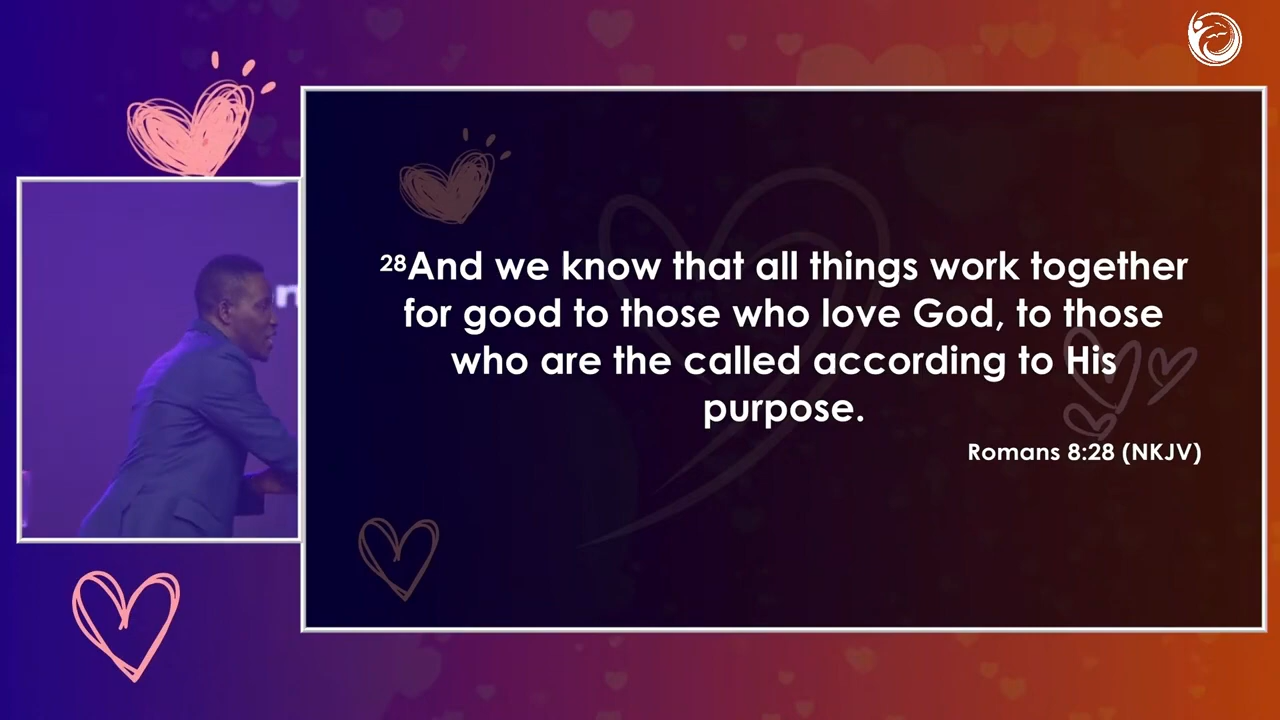 28And we know that all things work together
for good to those who love God, to those
who are the called according to His
purpose.
Romans 8:28 (NKJV)